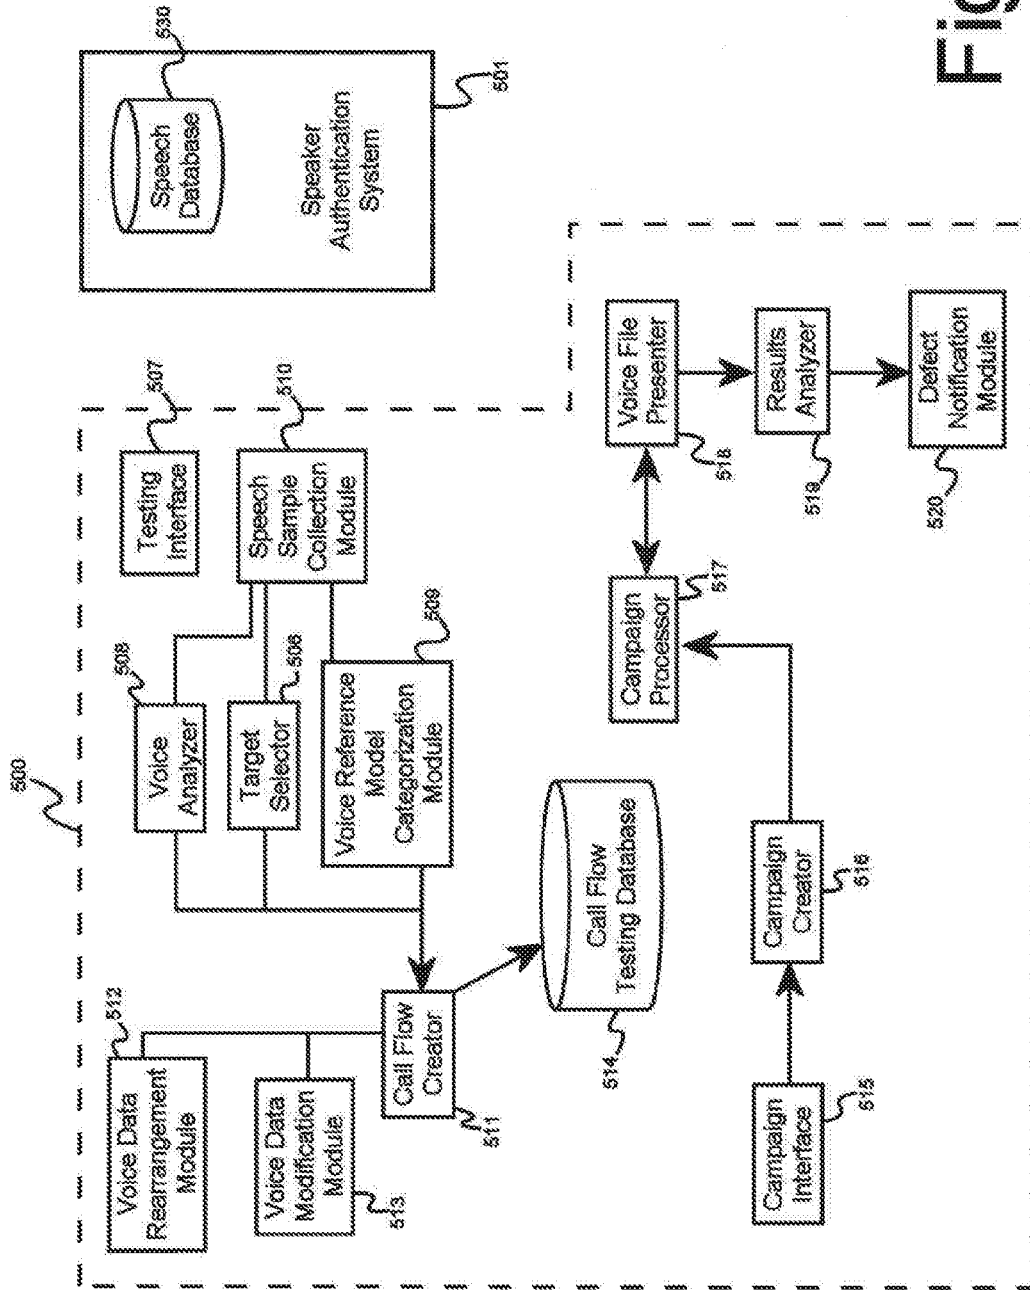 500
512
Voice Data
Rearrangement
Module
508
Voice
Analyzer
Testing
Interface
507
Speech
Database
530
Voice Data
Modification
Module
513
Target
Selector
506
Speech
Sample
Collection
Module
510
Speaker
Authentication
System
501
Voice Reference
Model
Categorization
Module
509
Call Flow
Creator
511
Call Flow
Testing Database
514
Campaign
Processor
517
Voice File
Presenter
518
Campaign
Interface
515
Campaign
Creator
516
Results
Analyzer
519
Defect
Notification
Module
520
Fig